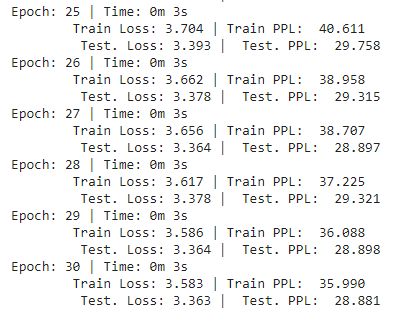 Epoch: 25 | Time: 0m 3s
Train Loss: 3.704 | Train PPL: 40.611
Test. Loss: 3.393 | Test. PPL: 29.758
Epoch: 26 | Time: 0m 3s
Train Loss: 3.662 | Train PPL: 38.958
Test. Loss: 3.378 | Test. PPL: 29.315
Epoch: 27 | Time: 0m 3s
Train Loss: 3.656 | Train PPL: 38.707
Test. Loss: 3.364 | Test. PPL: 28.897
Epoch: 28 | Time: 0m 3s
Train Loss: 3.617 | Train PPL: 37.225
Test. Loss: 3.378 | Test. PPL: 29.321
Epoch: 29 | Time: 0m 3s
Train Loss: 3.586 | Train PPL: 36.088
Test. Loss: 3.364 | Test. PPL: 28.898
Epoch: 30 | Time: 0m 3s
Train Loss: 3.583 | Train PPL: 35.990
Test. Loss: 3.363 | Test. PPL: 28.881